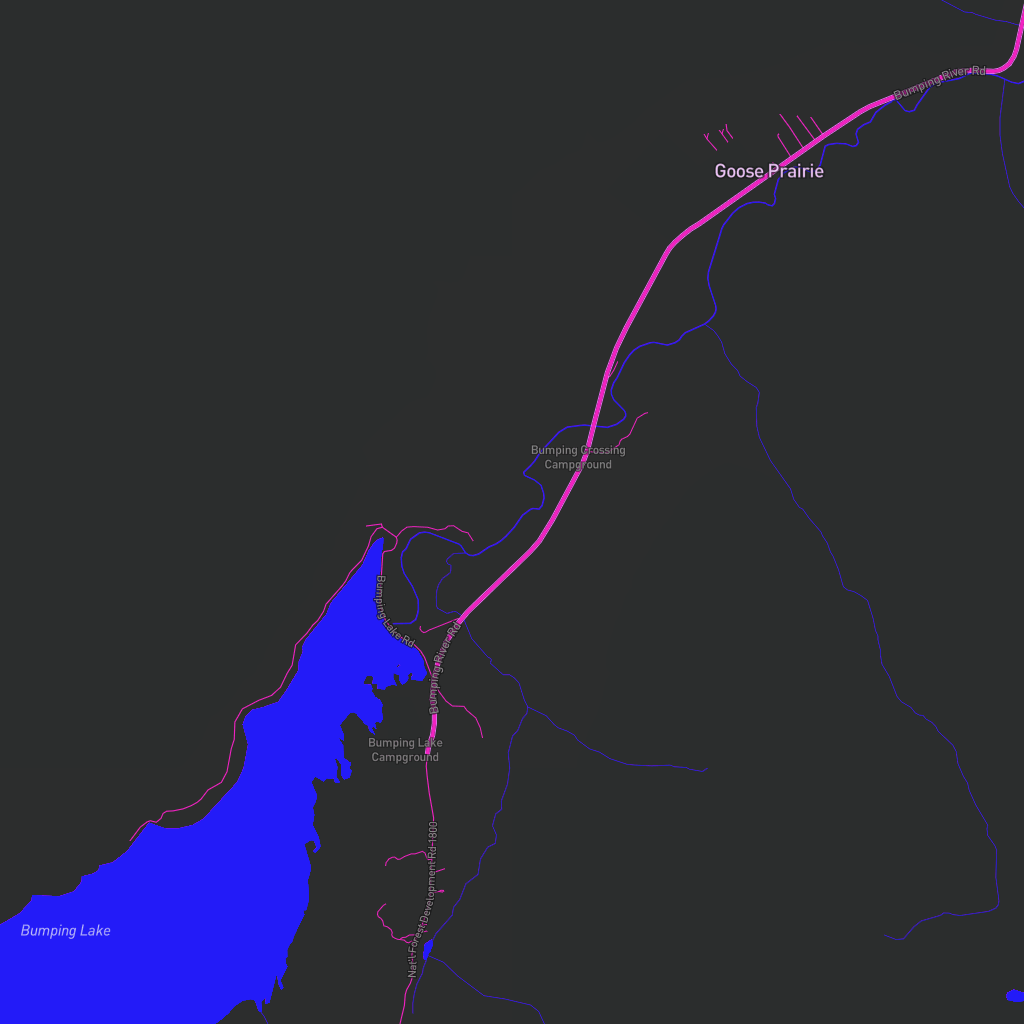 Bumping River Rd
Goose Prairie
Bumping Crossing
Campground
Bumping Lake Rd
Bumping River Rd
Bumping Lake
Campground
Nat'l Forest Development Rd 1800
Bumping Lake